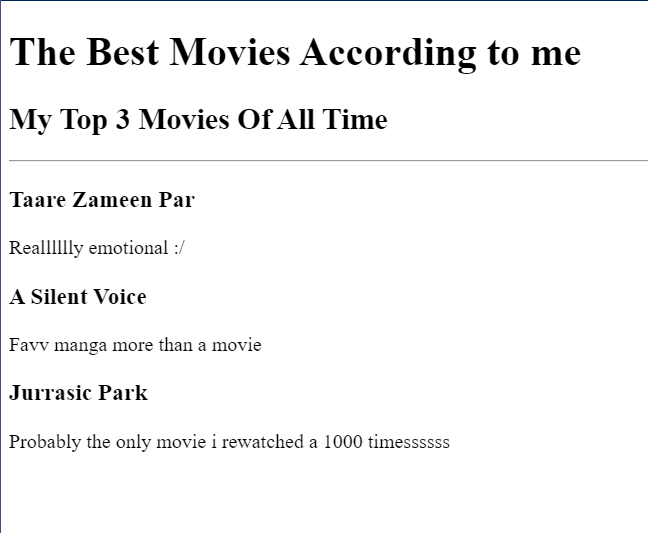 The Best Movies According to me
My Top 3 Movies Of All Time
Taare Zameen Par
Realllllly emotional :/
A Silent Voice
Favv manga more than a movie
Jurrasic Park
Probably the only movie i rewatched a 1000 timessssss